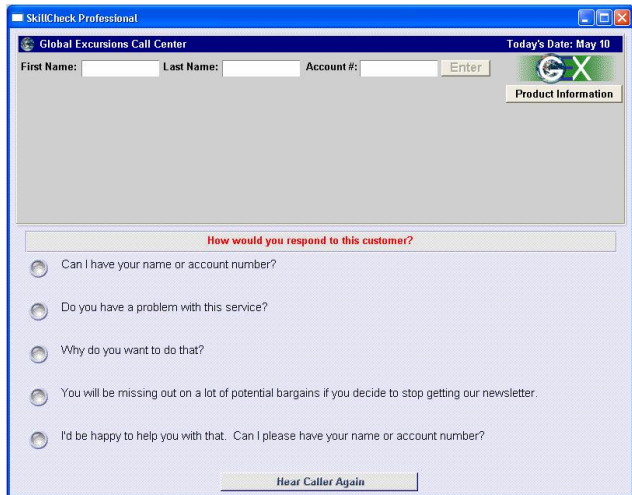 SkillCheck Professional
Global Excursions Call Center Today's Date: May 10
First Name: Last Name: Account #: Enter
GEX
Product Information
How would you respond to this customer?
Can I have your name or account number?
Do you have a problem with this service?
Why do you want to do that?
You will be missing out on a lot of potential bargains if you decide to stop getting our newsletter.
I'd be happy to help you with that. Can I please have your name or account number?
Hear Caller Again